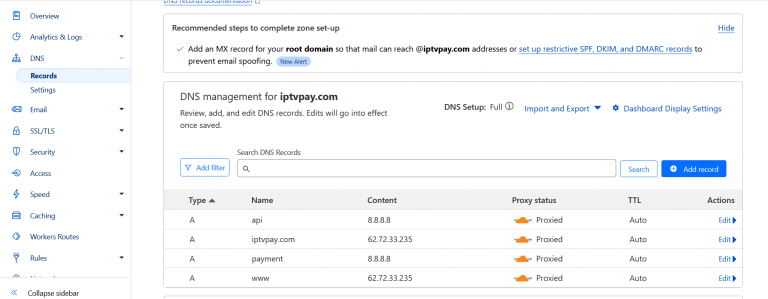 DNS records documentation
Overview
Analytics & Logs
DNS
Records
Settings
Email
SSL/TLS
Security
Access
Speed
Caching
Workers Routes
Rules
Collapse sidebar
Recommended steps to complete zone set-up
Hide
Add an MX record for your root domain so that mail can reach @iptvpay.com addresses or set up restrictive SPF, DKIM, and DMARC records to
prevent email spoofing. New Alert
DNS management for iptvpay.com
Review, add, and edit DNS records. Edits will go into effect
once saved.
DNS Setup: Full
Import and Export
Dashboard Display Settings
Add filter
Search DNS Records
Search
Add record
Type Name Content Proxy status TTL Actions
A api 8.8.8.8 Proxied Auto Edit
A iptvpay.com 62.72.33.235 Proxied Auto Edit
A payment 8.8.8.8 Proxied Auto Edit
A www 62.72.33.235 Proxied Auto Edit